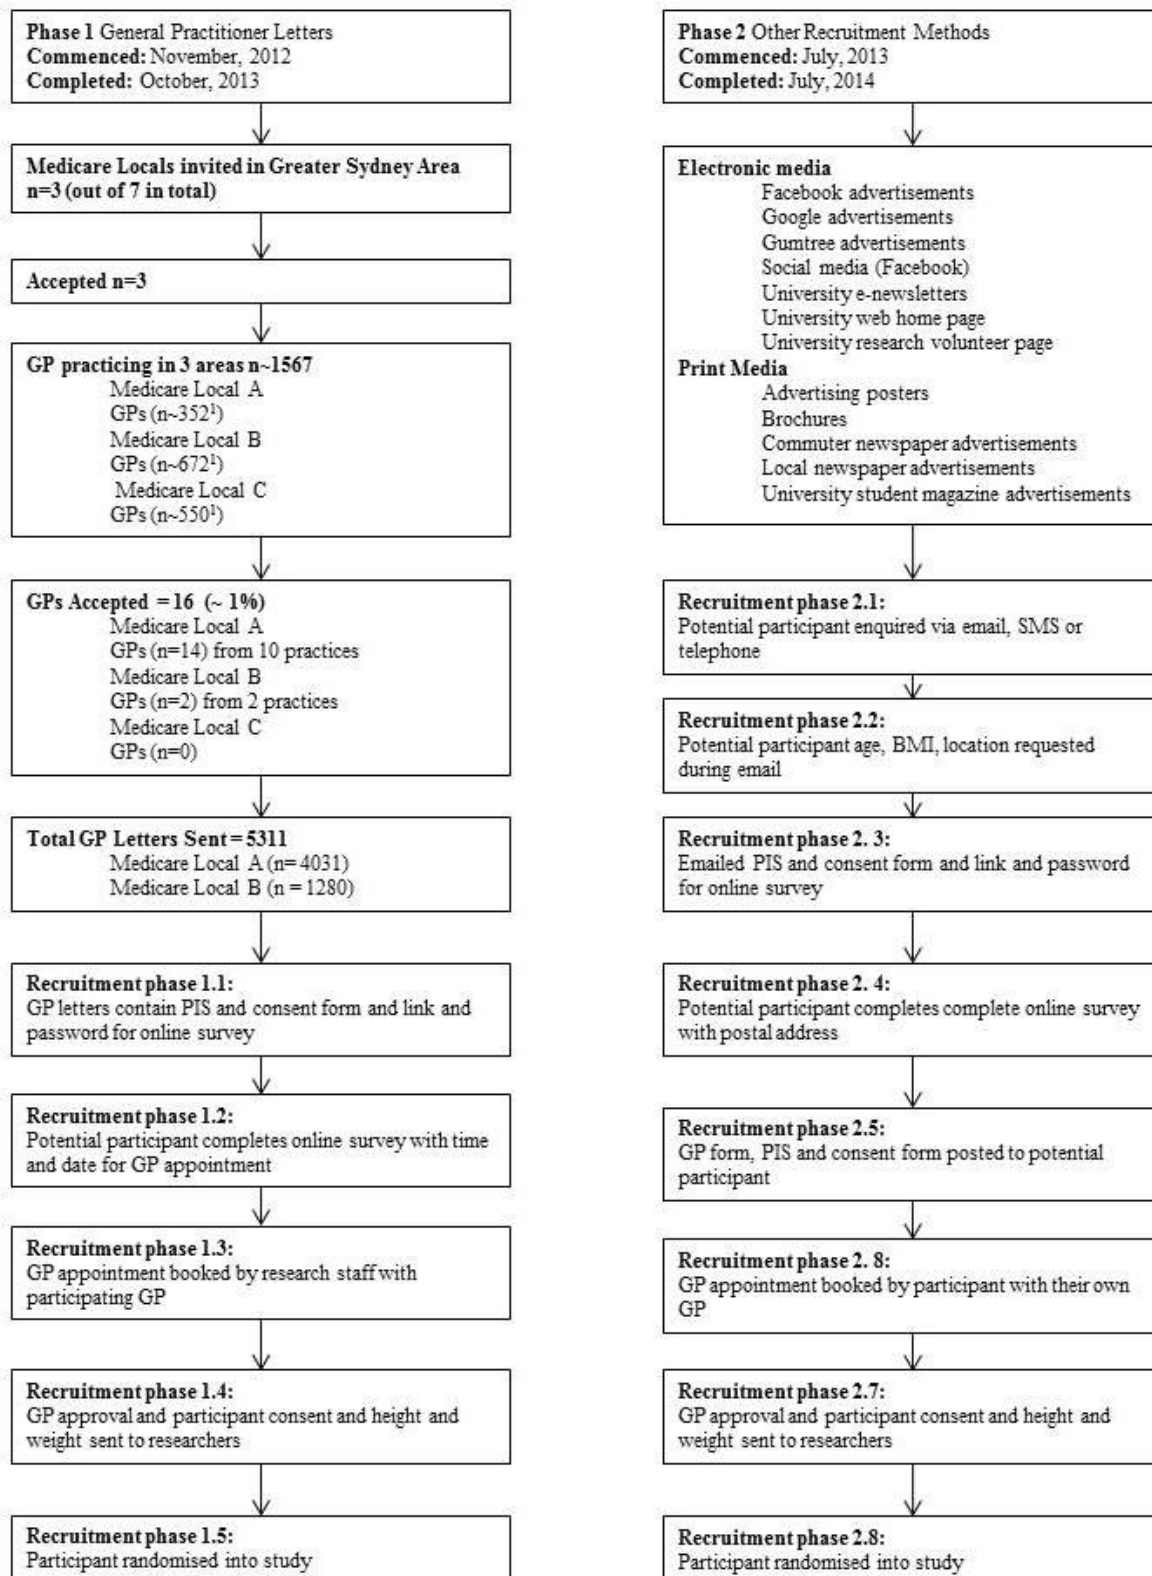 Phase 1 General Practitioner Letters
Commenced: November, 2012
Completed: October, 2013
Medicare Locals invited in Greater Sydney Area
n=3 (out of 7 in total)
Accepted n=3
GP practicing in 3 areas n~1567
Medicare Local A
GPs (n~352¹)
Medicare Local B
GPs (n~672¹)
Medicare Local C
GPs (n~550¹)
GPs Accepted = 16 (~ 1%)
Medicare Local A
GPs (n=14) from 10 practices
Medicare Local B
GPs (n=2) from 2 practices
Medicare Local C
GPs (n=0)
Total GP Letters Sent = 5311
Medicare Local A (n= 4031)
Medicare Local B (n = 1280)
Recruitment phase 1.1:
GP letters contain PIS and consent form and link and
password for online survey
Recruitment phase 1.2:
Potential participant completes online survey with time
and date for GP appointment
Recruitment phase 1.3:
GP appointment booked by research staff with
participating GP
Recruitment phase 1.4:
GP approval and participant consent and height and
weight sent to researchers
Recruitment phase 1.5:
Participant randomised into study
Phase 2 Other Recruitment Methods
Commenced: July, 2013
Completed: July, 2014
Electronic media
Facebook advertisements
Google advertisements
Gumtree advertisements
Social media (Facebook)
University e-newsletters
University web home page
University research volunteer page
Print Media
Advertising posters
Brochures
Commuter newspaper advertisements
Local newspaper advertisements
University student magazine advertisements
Recruitment phase 2.1:
Potential participant enquired via email, SMS or
telephone
Recruitment phase 2.2:
Potential participant age, BMI, location requested
during email
Recruitment phase 2. 3:
Emailed PIS and consent form and link and password
for online survey
Recruitment phase 2. 4:
Potential participant completes complete online survey
with postal address
Recruitment phase 2.5:
GP form, PIS and consent form posted to potential
participant
Recruitment phase 2. 8:
GP appointment booked by participant with their own
GP
Recruitment phase 2.7:
GP approval and participant consent and height and
weight sent to researchers
Recruitment phase 2.8:
Participant randomised into study